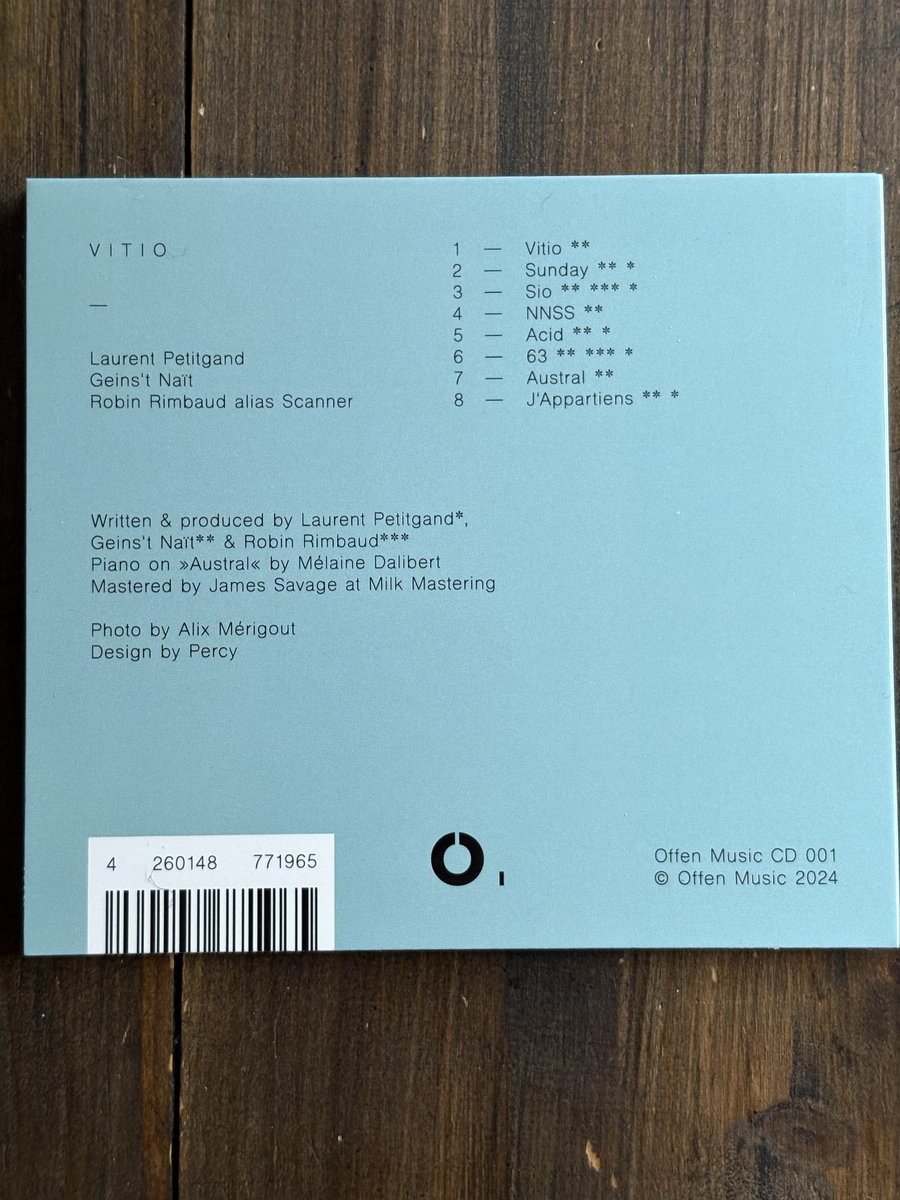 VITIO
—
Laurent Petitgand
Geins't Naït
Robin Rimbaud alias Scanner
1 — Vitio **
2 — Sunday ** *
3 — Sio ** *** *
4 — NNSS **
5 — Acid ** *
6 — 63 ** *** *
7 — Austral **
8 — J'Appartiens ** *
Written & produced by Laurent Petitgand*,
Geins't Naït** & Robin Rimbaud***
Piano on »Austral« by Mélaine Dalibert
Mastered by James Savage at Milk Mastering
Photo by Alix Mérigout
Design by Percy
4 260148 771965
Offen Music CD 001
© Offen Music 2024